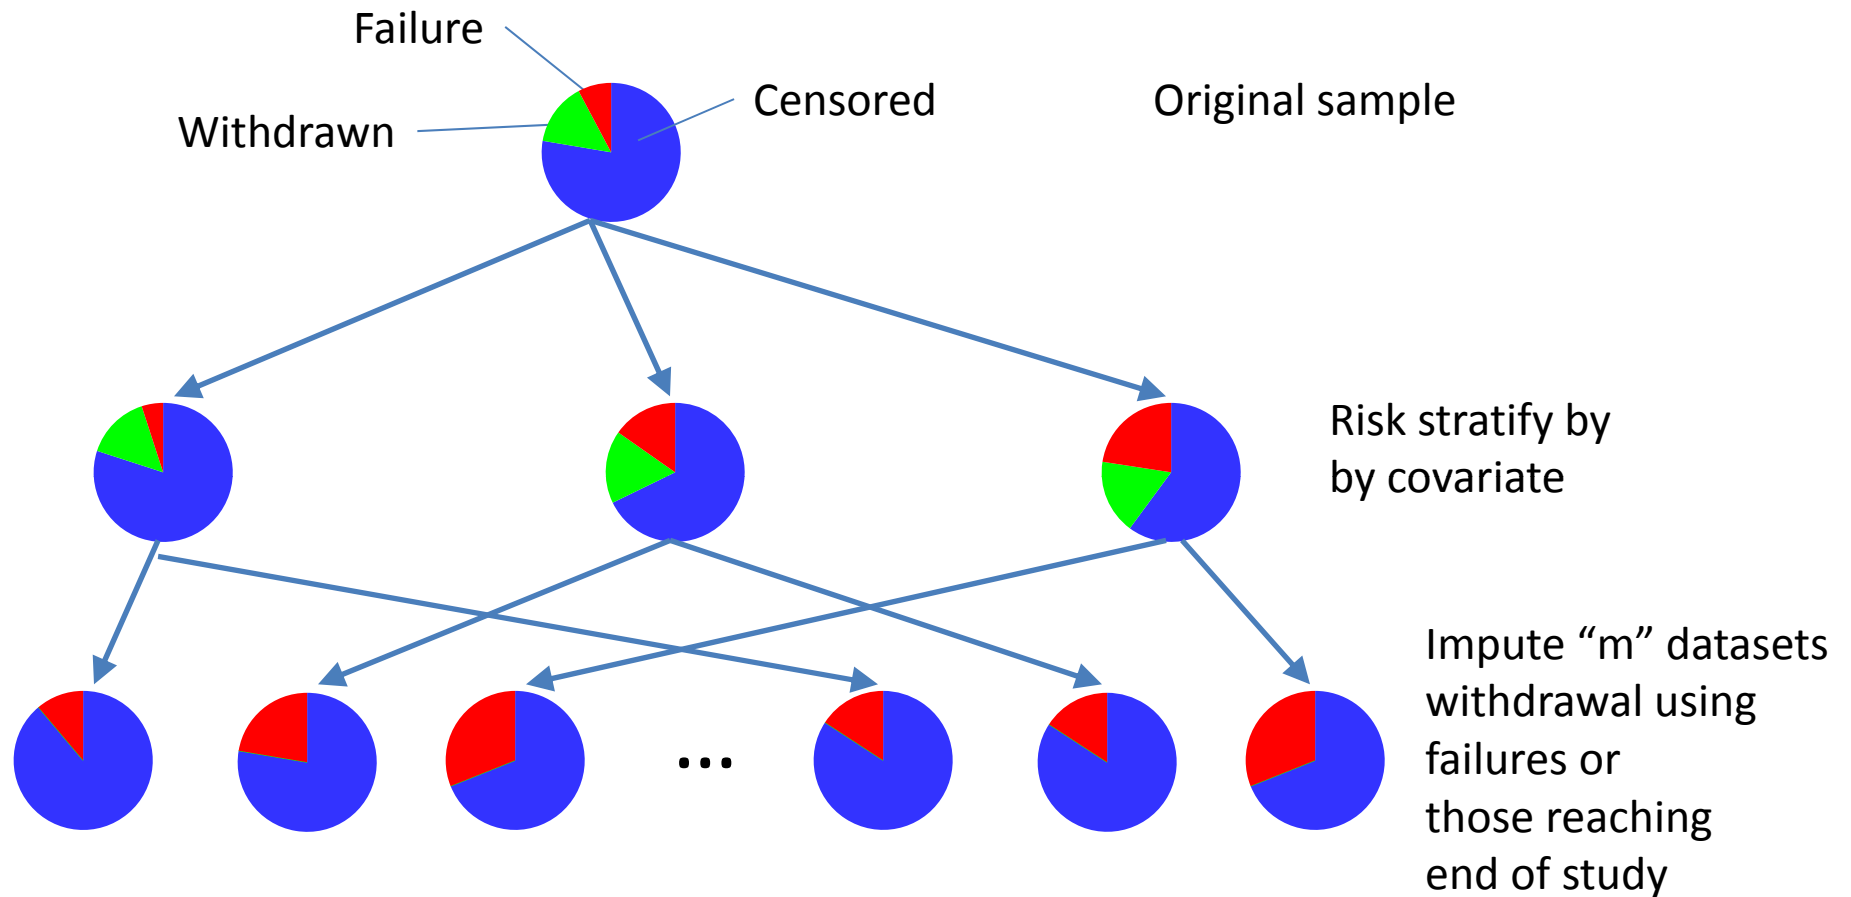 Failure
Censored
Original sample
Withdrawn
Risk stratify by
by covariate
Impute “m” datasets
withdrawal using
failures or
those reaching
end of study
...